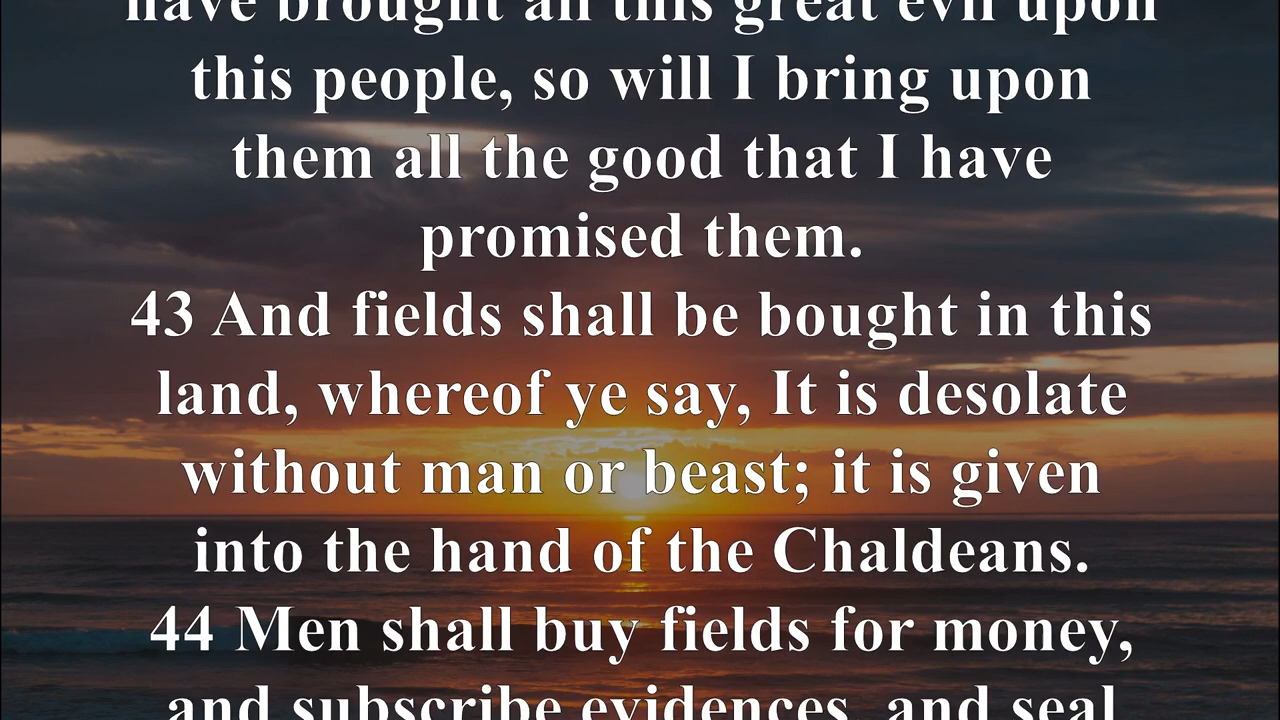 have brought all this great evil upon
this people, so will I bring upon
them all the good that I have
promised them.
43 And fields shall be bought in this
land, whereof ye say, It is desolate
without man or beast; it is given
into the hand of the Chaldeans.
44 Men shall buy fields for money,
and subscribe evidences, and seal